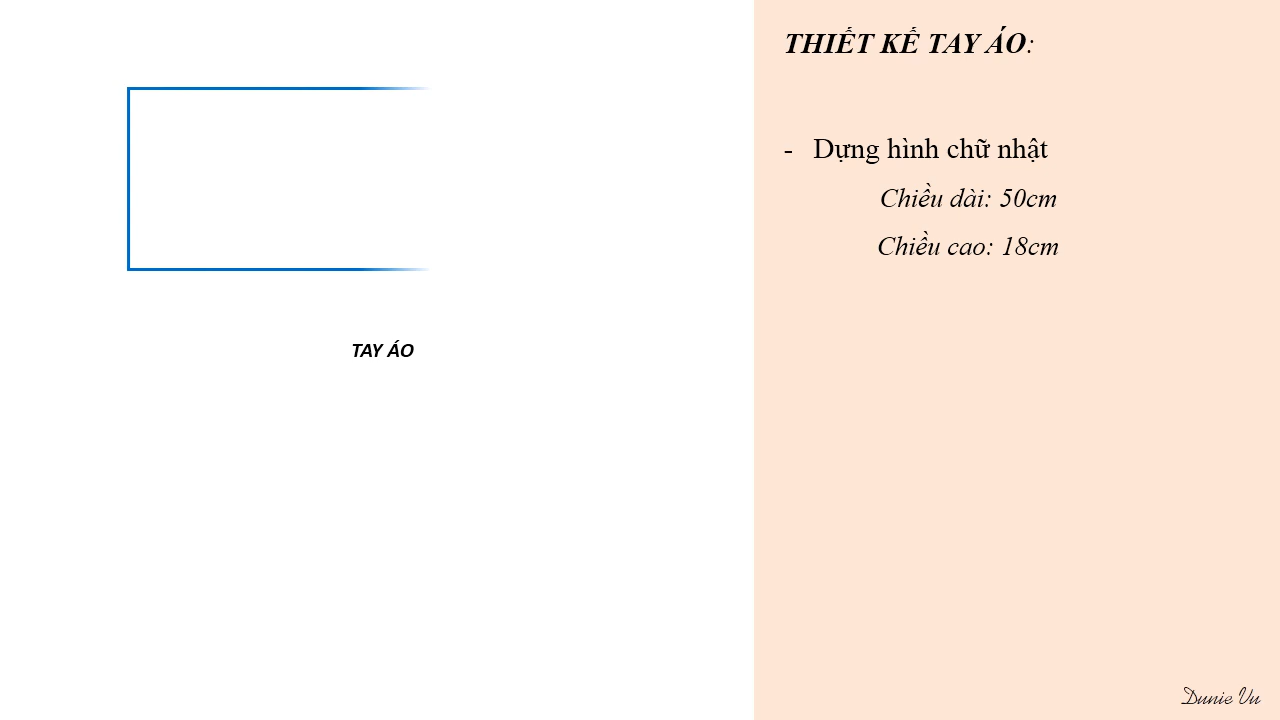 THIẾT KẾ TAY ÁO:
- Dựng hình chữ nhật
Chiều dài: 50cm
Chiều cao: 18cm
TAY ÁO
Dunie Vu